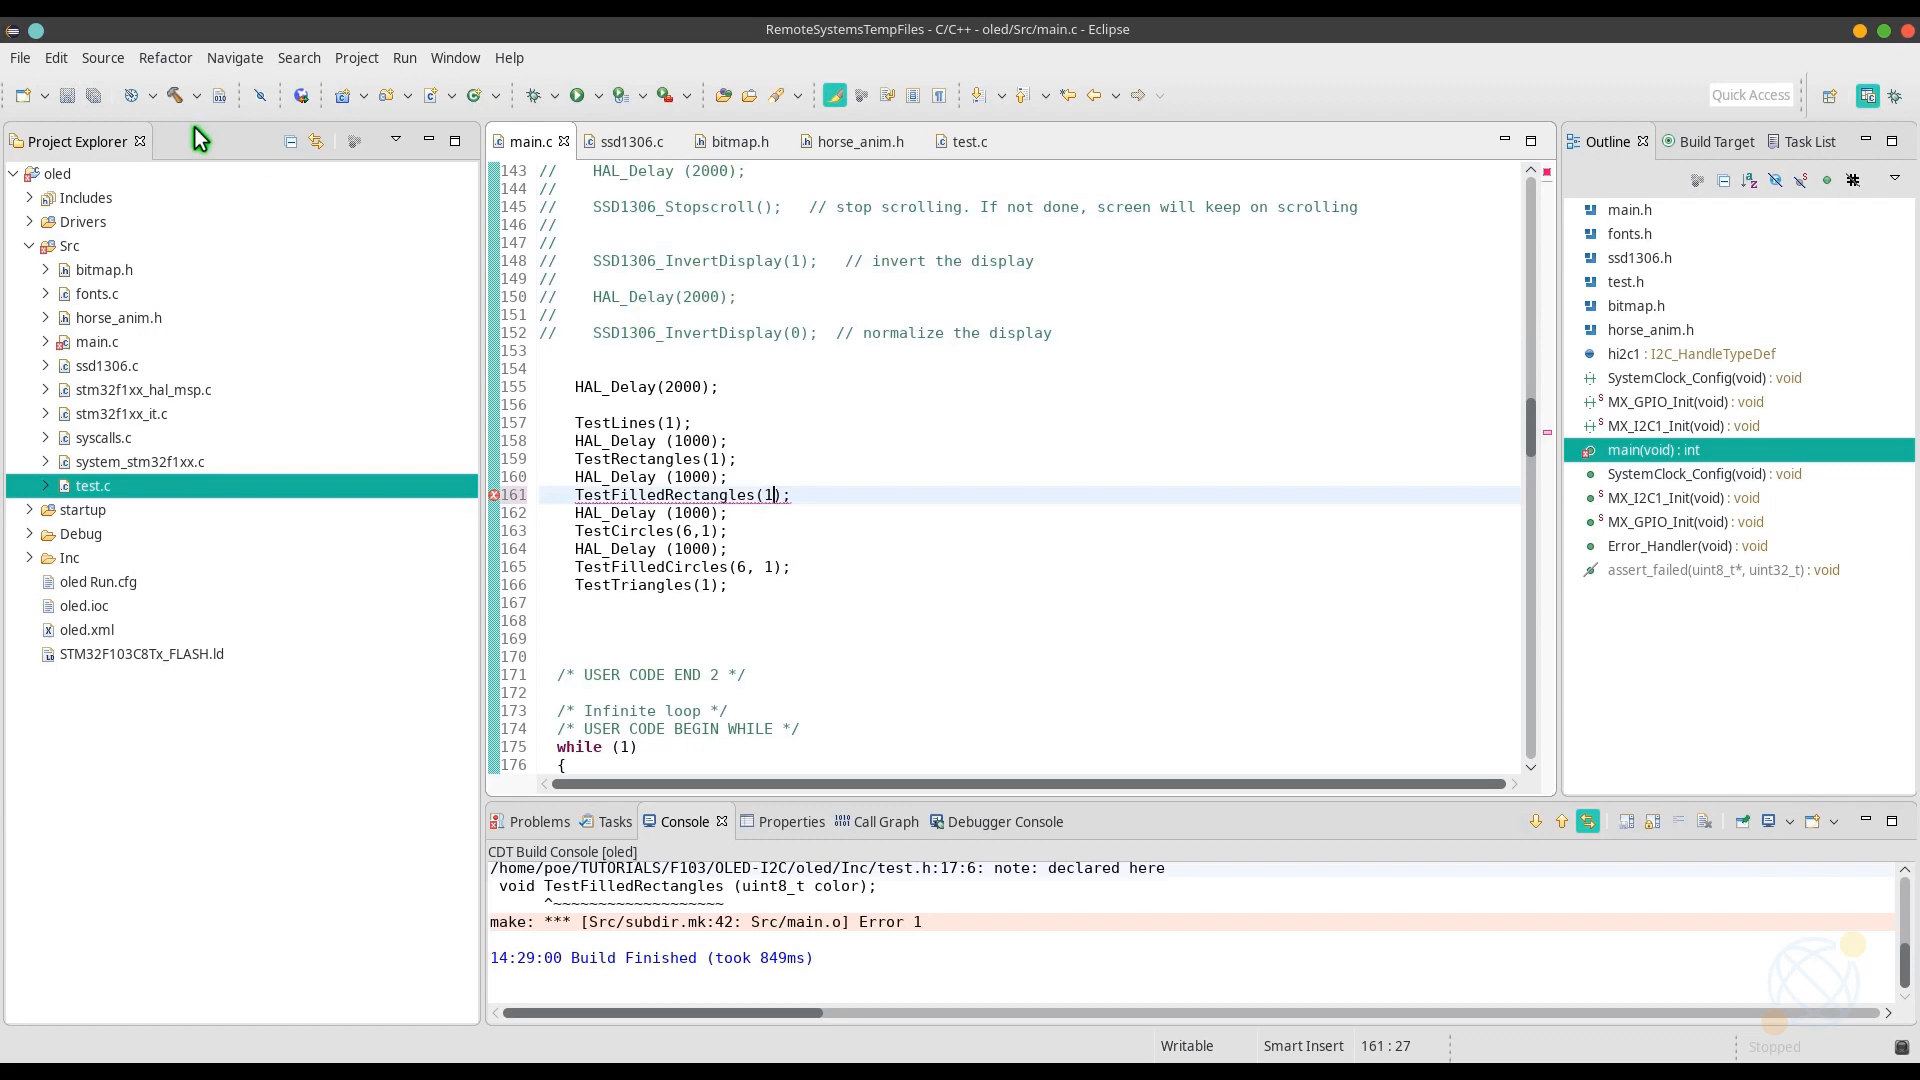 RemoteSystemsTempFiles - C/C++ - oled/Src/main.c - Eclipse
File Edit Source Refactor Navigate Search Project Run Window Help
Quick Access
Project Explorer
oled
Includes
Drivers
Src
bitmap.h
fonts.c
horse_anim.h
main.c
ssd1306.c
stm32f1xx_hal_msp.c
stm32f1xx_it.c
syscalls.c
system_stm32f1xx.c
test.c
startup
Debug
Inc
oled Run.cfg
oled.ioc
oled.xml
STM32F103C8Tx_FLASH.ld
main.c ssd1306.c bitmap.h horse_anim.h test.c
143 // HAL_Delay (2000);
144 //
145 // SSD1306_Stopscroll(); // stop scrolling. If not done, screen will keep on scrolling
146 //
147 //
148 // SSD1306_InvertDisplay(1); // invert the display
149 //
150 // HAL_Delay(2000);
151 //
152 // SSD1306_InvertDisplay(0); // normalize the display
153
154
155 HAL_Delay(2000);
156
157 TestLines(1);
158 HAL_Delay (1000);
159 TestRectangles(1);
160 HAL_Delay (1000);
161 TestFilledRectangles(1);
162 HAL_Delay (1000);
163 TestCircles(6,1);
164 HAL_Delay (1000);
165 TestFilledCircles(6, 1);
166 TestTriangles(1);
167
168
169
170
171 /* USER CODE END 2 */
172
173 /* Infinite loop */
174 /* USER CODE BEGIN WHILE */
175 while (1)
176 {
Outline Build Target Task List
main.h
fonts.h
ssd1306.h
test.h
bitmap.h
horse_anim.h
hi2c1 : I2C_HandleTypeDef
SystemClock_Config(void) : void
MX_GPIO_Init(void) : void
MX_I2C1_Init(void) : void
main(void) : int
SystemClock_Config(void) : void
MX_I2C1_Init(void) : void
MX_GPIO_Init(void) : void
Error_Handler(void) : void
assert_failed(uint8_t*, uint32_t) : void
Problems Tasks Console Properties Call Graph Debugger Console
CDT Build Console [oled]
/home/poe/TUTORIALS/F103/OLED-I2C/oled/Inc/test.h:17:6: note: declared here
void TestFilledRectangles (uint8_t color);
^~~~~~~~~~~~~~~~~~~~
make: *** [Src/subdir.mk:42: Src/main.o] Error 1
14:29:00 Build Finished (took 849ms)
Writable Smart Insert 161 : 27 Stopped